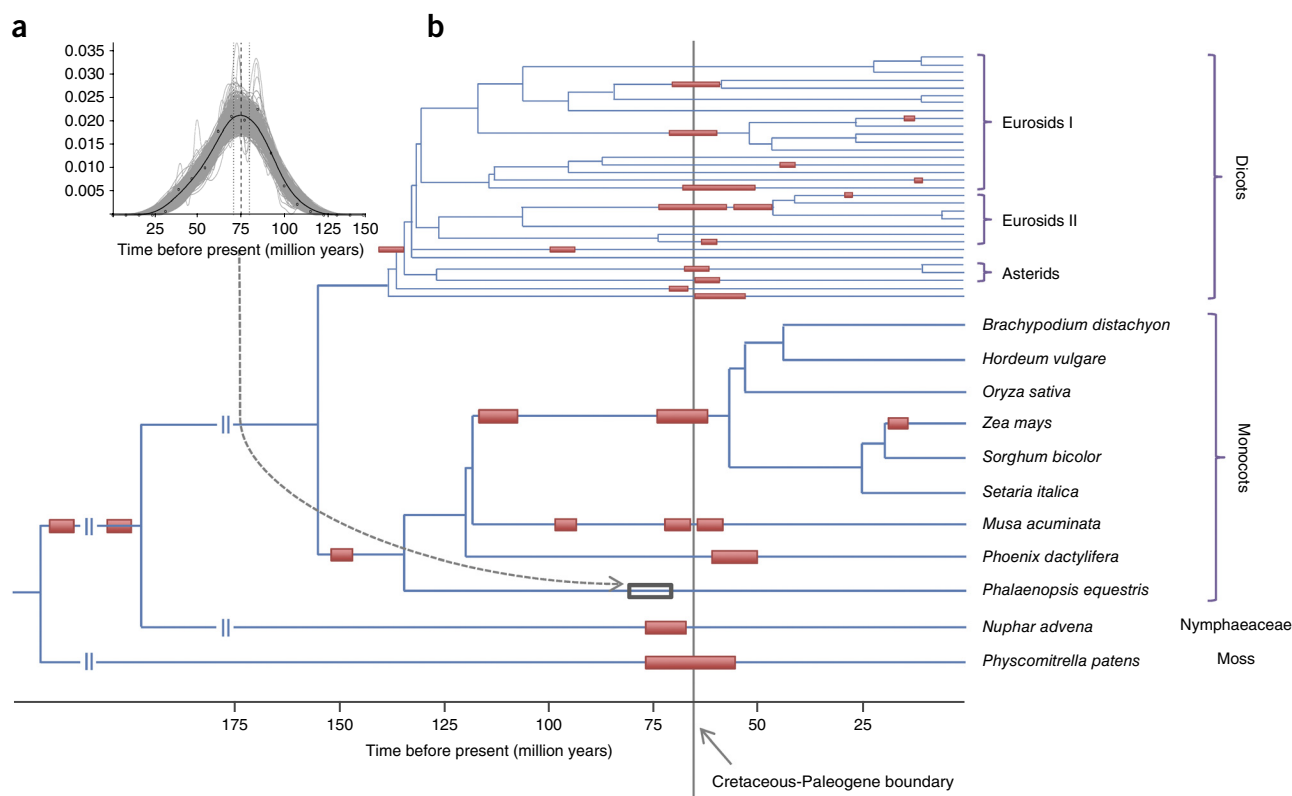 a
b
0.035
0.030
0.025
0.020
0.015
0.010
0.005
25 50 75 100 125 150
Time before present (million years)
Eurosids I
Eurosids II
Asterids
Dicots
Brachypodium distachyon
Hordeum vulgare
Oryza sativa
Zea mays
Sorghum bicolor
Setaria italica
Musa acuminata
Phoenix dactylifera
Phalaenopsis equestris
Monocots
Nuphar advena Nymphaeaceae
Physcomitrella patens Moss
175 150 100 75 50 25
Time before present (million years)
Cretaceous-Paleogene boundary